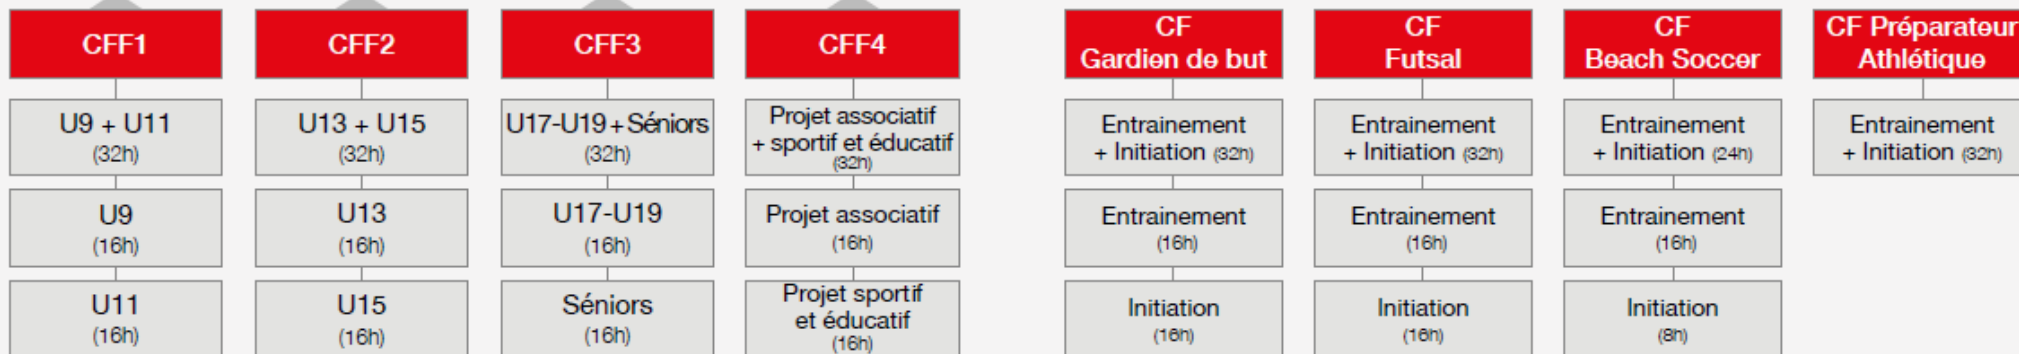 CFF1
U9 + U11
(32h)
U9
(16h)
U11
(16h)
CFF2
U13 + U15
(32h)
U13
(16h)
U15
(16h)
CFF3
U17-U19 + Séniors
(32h)
U17-U19
(16h)
Séniors
(16h)
CFF4
Projet associatif
+ sportif et éducatif
(32h)
Projet associatif
(16h)
Projet sportif
et éducatif
(16h)
CF
Gardien de but
Entrainement
+ Initiation (32h)
Entrainement
(16h)
Initiation
(16h)
CF
Futsal
Entrainement
+ Initiation (32h)
Entrainement
(16h)
Initiation
(16h)
CF
Beach Soccer
Entrainement
+ Initiation (24h)
Entrainement
(16h)
Initiation
(8h)
CF Préparateur
Athlétique
Entrainement
+ Initiation (32h)